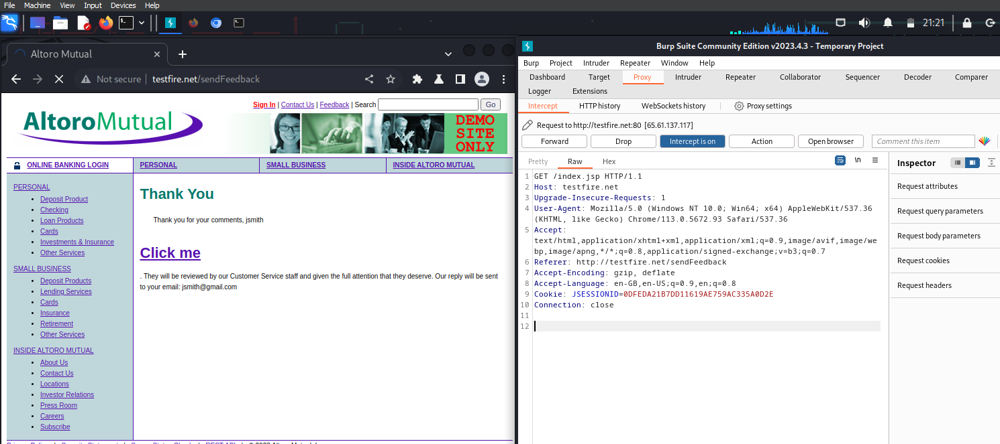 File Machine View Input Devices Help
21:21
Altoro Mutual
Not secure testfire.net/sendFeedback
Sign In | Contact Us | Feedback | Search Go
AltoroMutual
DEMO
SITE
ONLY
ONLINE BANKING LOGIN PERSONAL SMALL BUSINESS INSIDE ALTORO MUTUAL
PERSONAL
Deposit Product
Checking
Loan Products
Cards
Investments & Insurance
Other Services
SMALL BUSINESS
Deposit Products
Lending Services
Cards
Insurance
Retirement
Other Services
INSIDE ALTORO MUTUAL
About Us
Contact Us
Locations
Investor Relations
Press Room
Careers
Subscribe
Thank You
Thank you for your comments, jsmith
Click me
. They will be reviewed by our Customer Service staff and given the full attention that they deserve. Our reply will be sent
to your email: jsmith@gmail.com
Burp Suite Community Edition v2023.4.3 - Temporary Project
Burp Project Intruder Repeater Window Help
Dashboard Target Proxy Intruder Repeater Collaborator Sequencer Decoder Comparer
Logger Extensions
Intercept HTTP history WebSockets history Proxy settings
Request to http://testfire.net:80 [65.61.137.117]
Forward Drop Intercept is on Action Open browser Comment this item
Pretty Raw Hex \n
1 GET /index.jsp HTTP/1.1
2 Host: testfire.net
3 Upgrade-Insecure-Requests: 1
4 User-Agent: Mozilla/5.0 (Windows NT 10.0; Win64; x64) AppleWebKit/537.36
(KHTML, like Gecko) Chrome/113.0.5672.93 Safari/537.36
5 Accept:
text/html,application/xhtml+xml,application/xml;q=0.9,image/avif,image/we
bp,image/apng,*/*;q=0.8,application/signed-exchange;v=b3;q=0.7
6 Referer: http://testfire.net/sendFeedback
7 Accept-Encoding: gzip, deflate
8 Accept-Language: en-GB,en-US;q=0.9,en;q=0.8
9 Cookie: JSESSIONID=0DFEDA21B7DD11619AE759AC335A0D2E
10 Connection: close
11
12
Inspector
Request attributes
Request query parameters
Request body parameters
Request cookies
Request headers